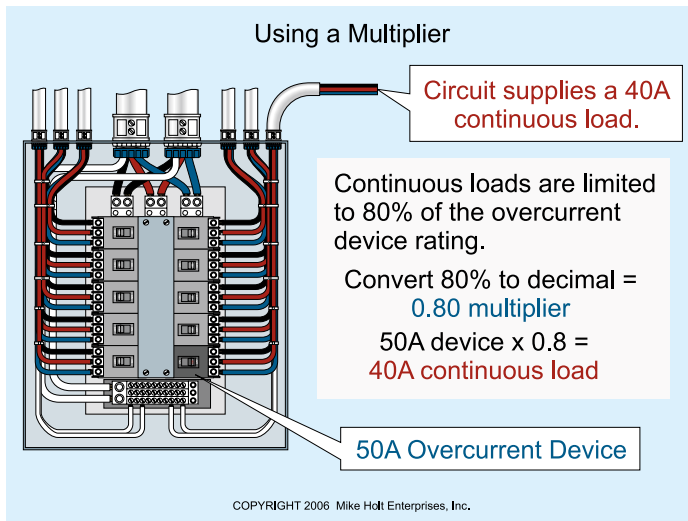 Using a Multiplier
Circuit supplies a 40A
continuous load.
Continuous loads are limited
to 80% of the overcurrent
device rating.
Convert 80% to decimal =
0.80 multiplier
50A device x 0.8 =
40A continuous load
50A Overcurrent Device
COPYRIGHT 2006 Mike Holt Enterprises, Inc.